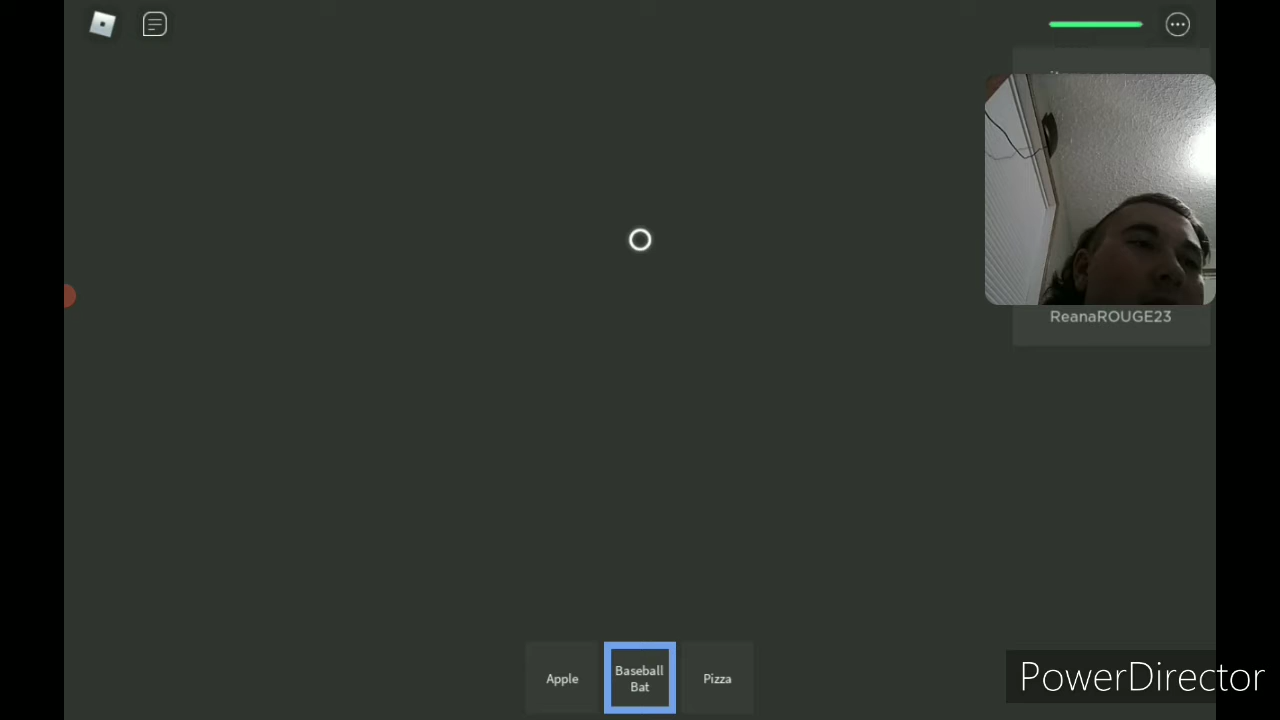 ReanaROUGE23
Apple
Baseball
Bat
Pizza
PowerDirector